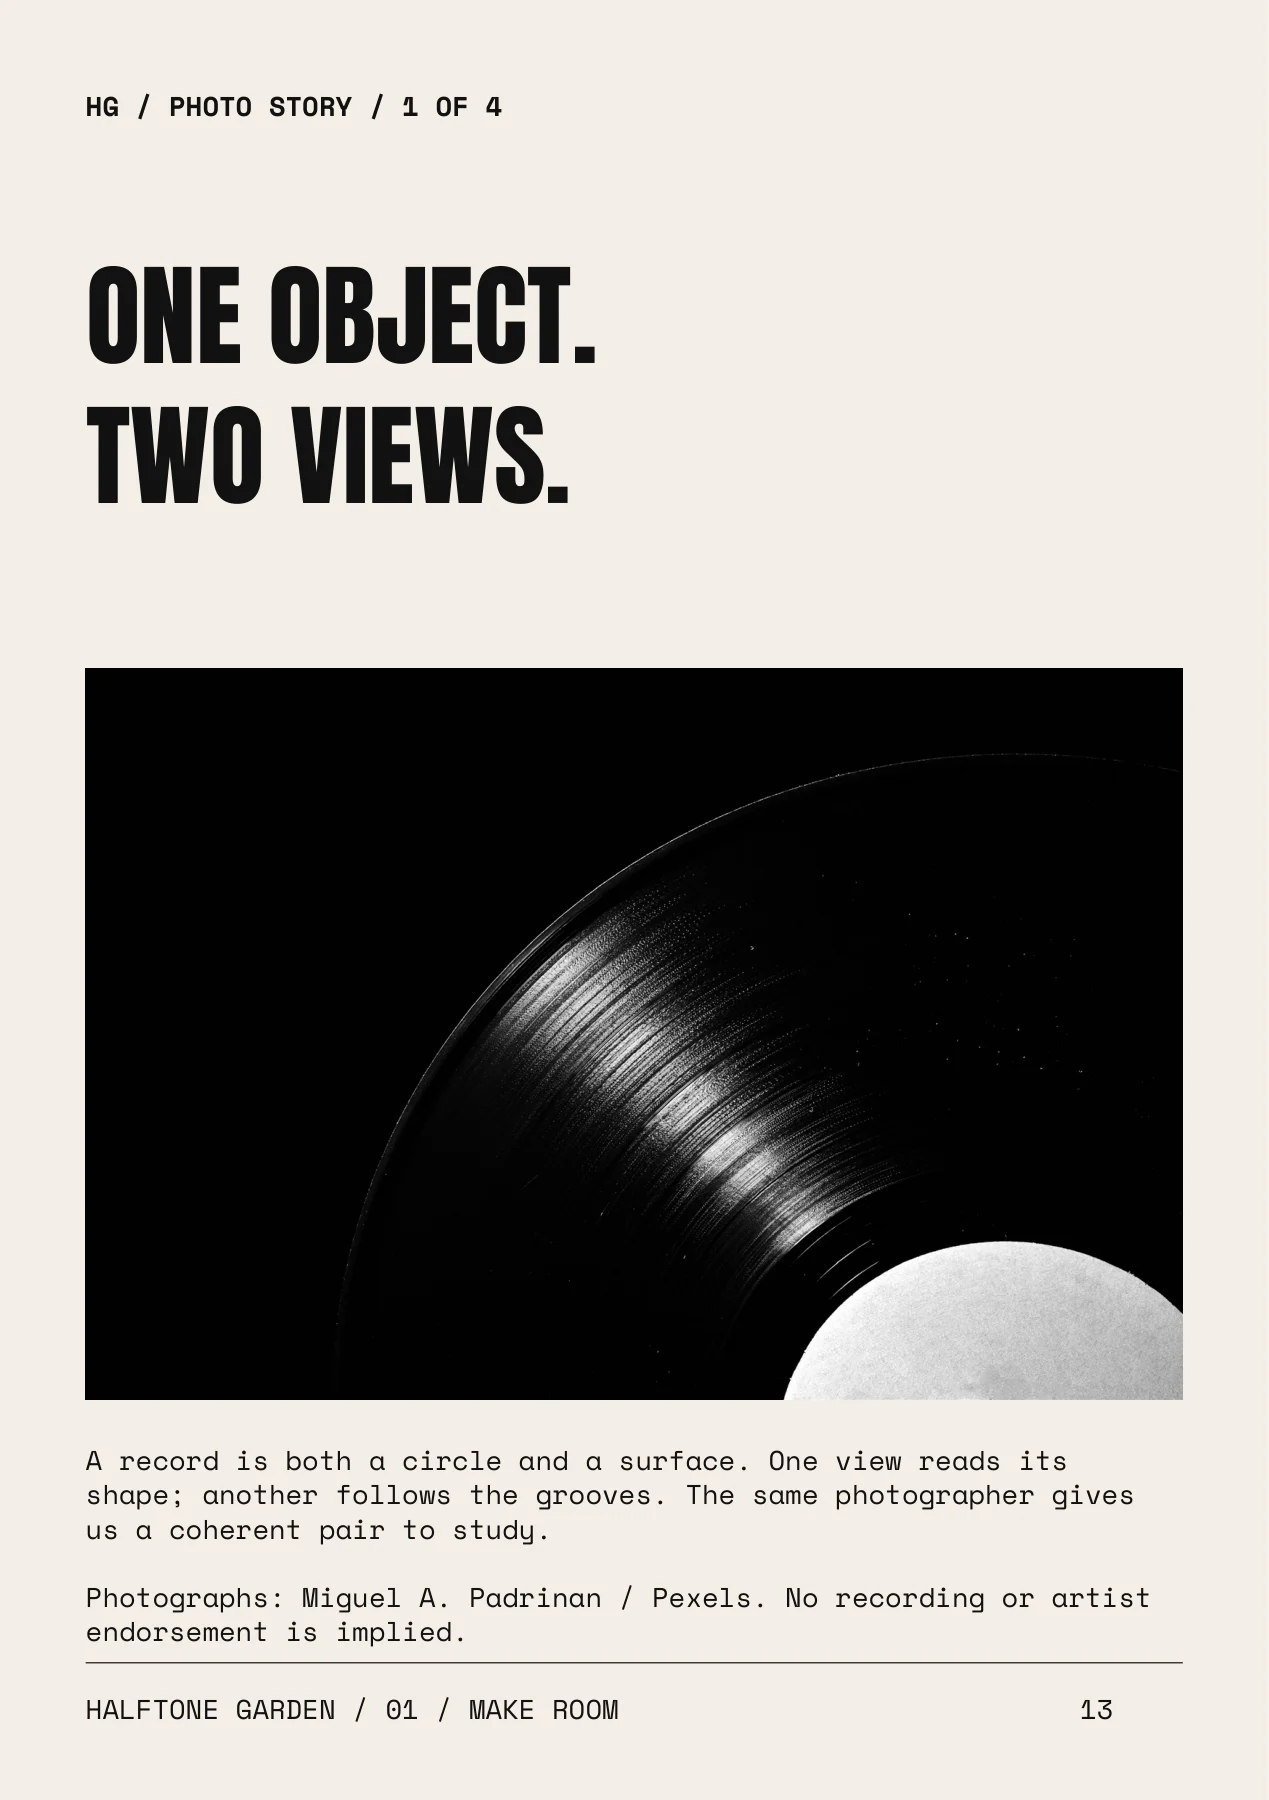 HG / PHOTO STORY / 1 OF 4
ONE OBJECT.
TWO VIEWS.
A record is both a circle and a surface. One view reads its
shape; another follows the grooves. The same photographer gives
us a coherent pair to study.
Photographs: Miguel A. Padrinan / Pexels. No recording or artist
endorsement is implied.
HALFTONE GARDEN / 01 / MAKE ROOM 13